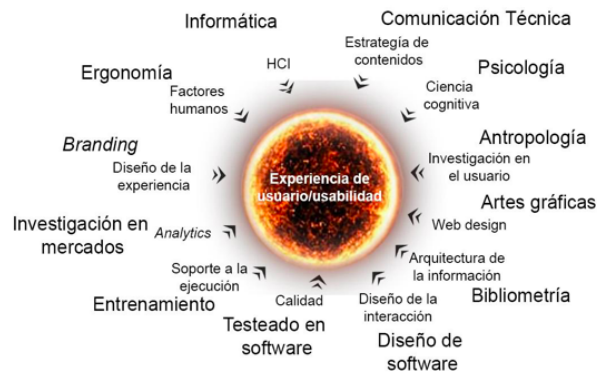 Informática
Comunicación Técnica
HCI
Estrategía de
contenidos
Psicología
Ergonomía
Factores
humanos
Ciencia
cognitiva
Branding
Antropología
Diseño de la
experiencia
Experiencia de
usuario/usabilidad
Investigación en
el usuario
Artes gráficas
Investigación en
mercados
Analytics
Web design
Soporte a la
ejecución
Arquitectura de
la información
Entrenamiento
Calidad
Diseño de la
interacción
Bibliometría
Testeado en
software
Diseño de
software